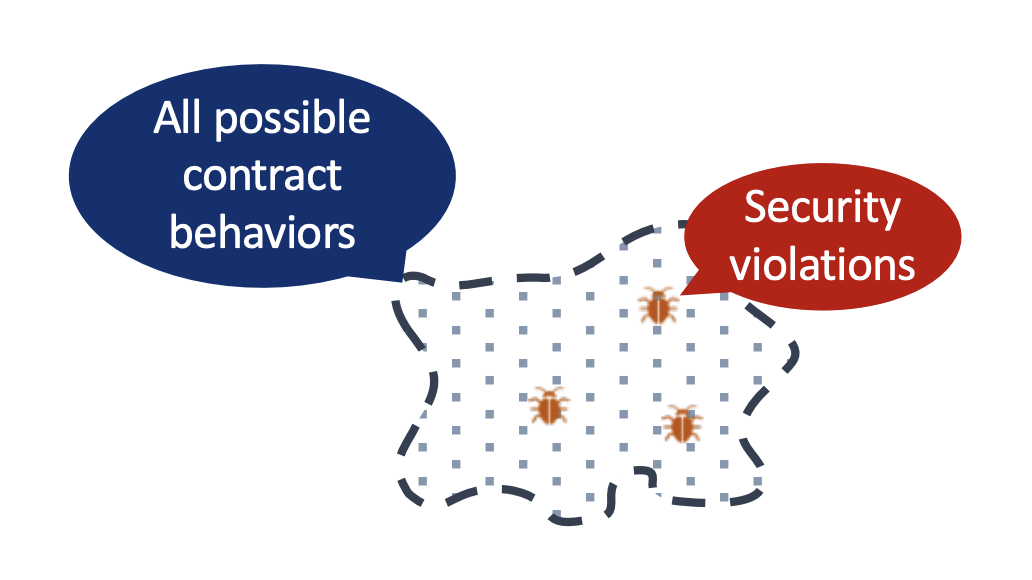 All possible
contract
behaviors
Security
violations